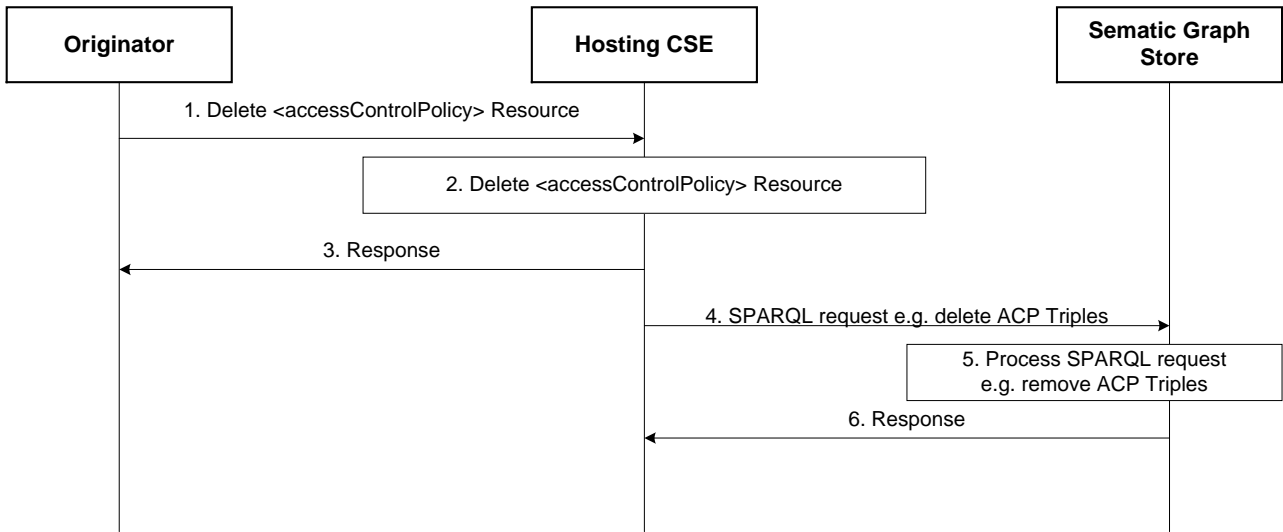 Originator
Hosting CSE
Sematic Graph
Store
1. Delete <accessControlPolicy> Resource
2. Delete <accessControlPolicy> Resource
3. Response
4. SPARQL request e.g. delete ACP Triples
5. Process SPARQL request
e.g. remove ACP Triples
6. Response